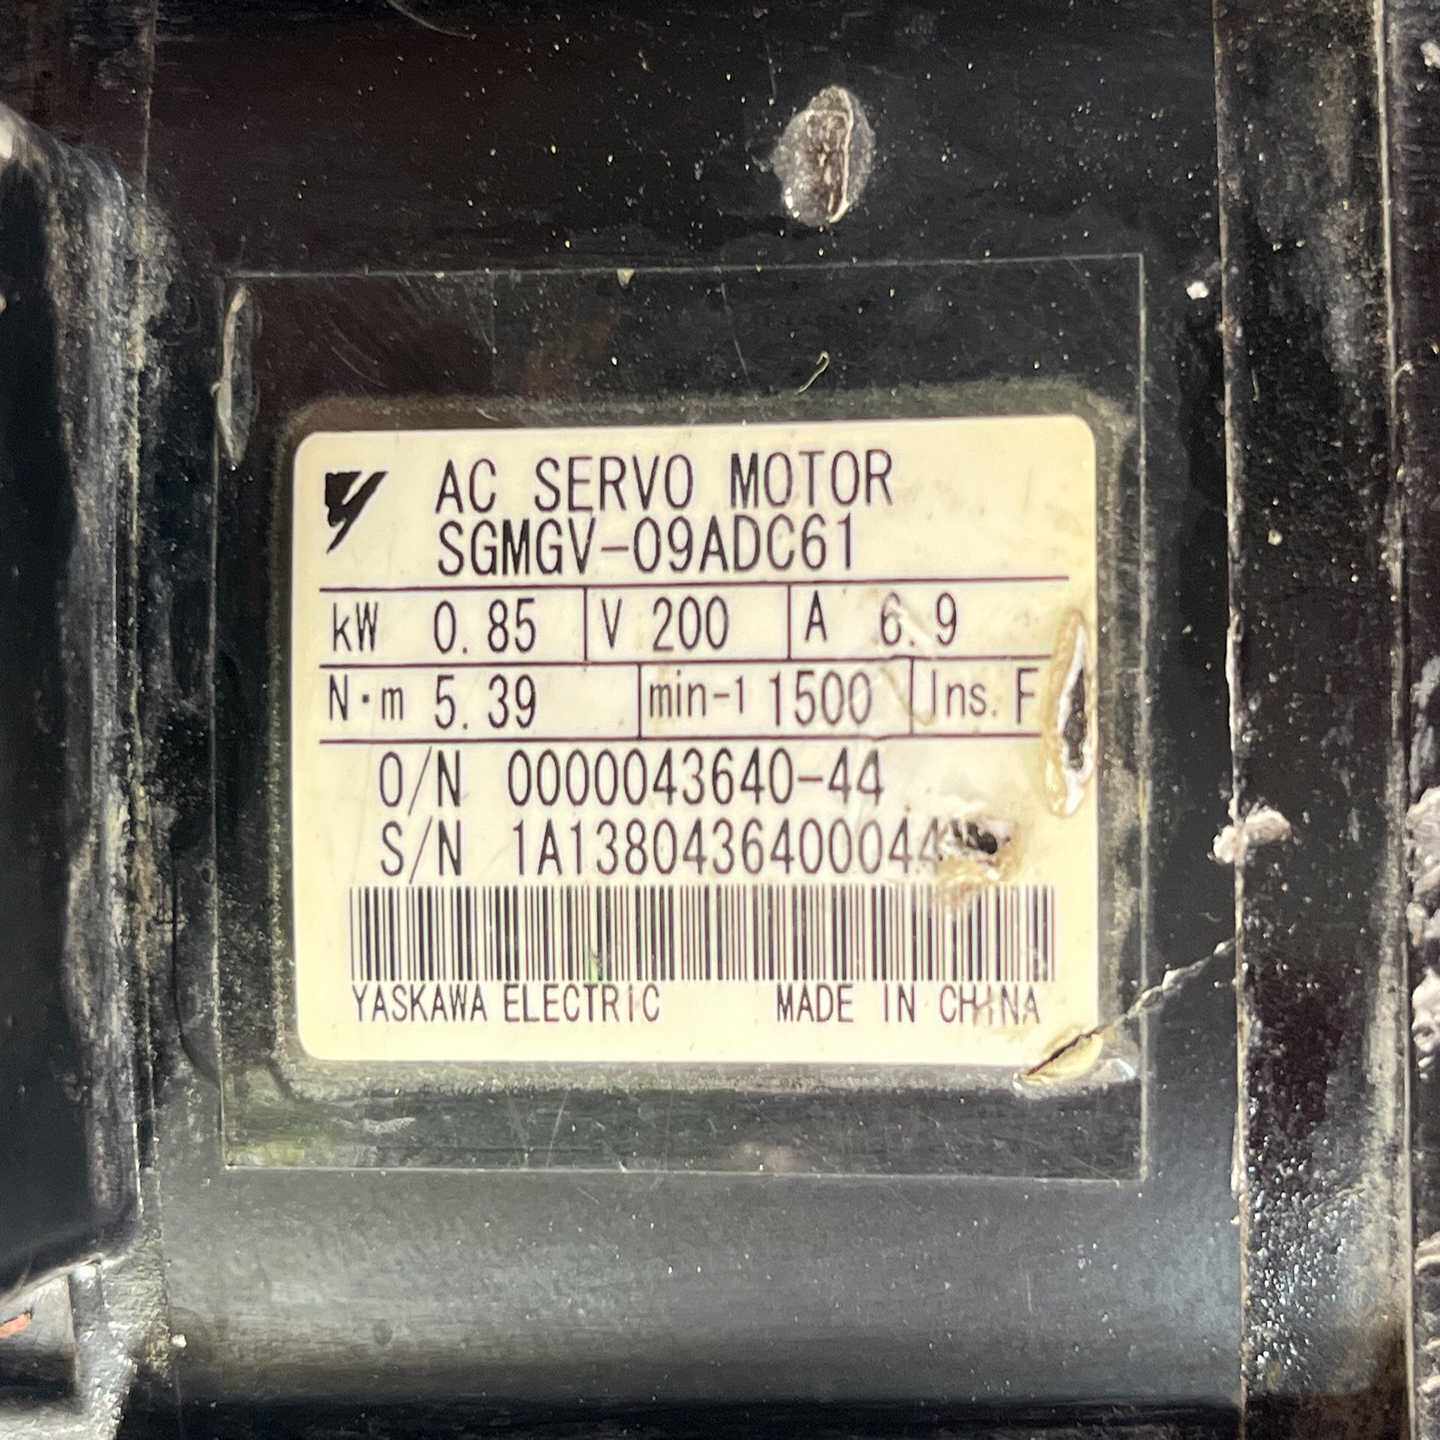 AC SERVO MOTOR
SGMGV-09ADC61
kW 0.85 V 200 A 6.9
N·m 5.39 min-1 1500 Ins. F
O/N 0000043640-44
S/N
YASKAWA ELECTRIC MADE IN CHINA